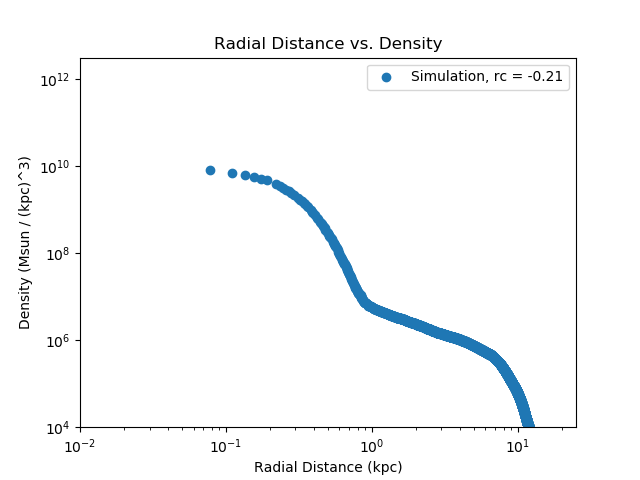 Radial Distance vs. Density
Simulation, rc = -0.21
Density (Msun / (kpc)^3)
10^12
10^10
10^8
10^6
10^4
10^−2
10^−1
10^0
10^1
Radial Distance (kpc)